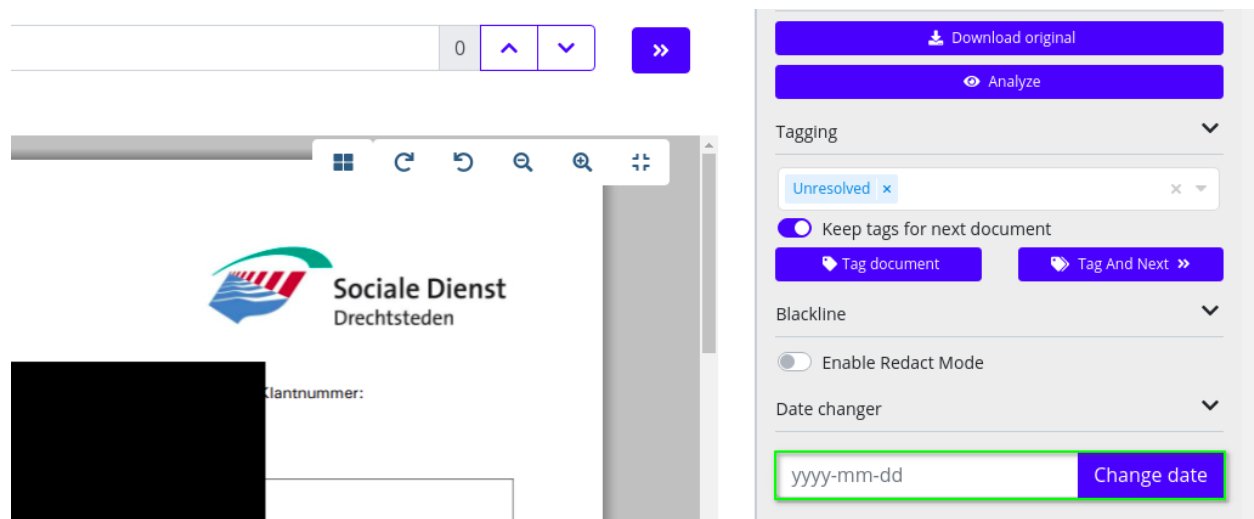 0
Download original
Analyze
Tagging
Unresolved ×
Keep tags for next document
Tag document
Tag And Next
Blackline
Enable Redact Mode
Date changer
yyyy-mm-dd
Change date
Sociale Dienst
Drechtsteden
Klantnummer: